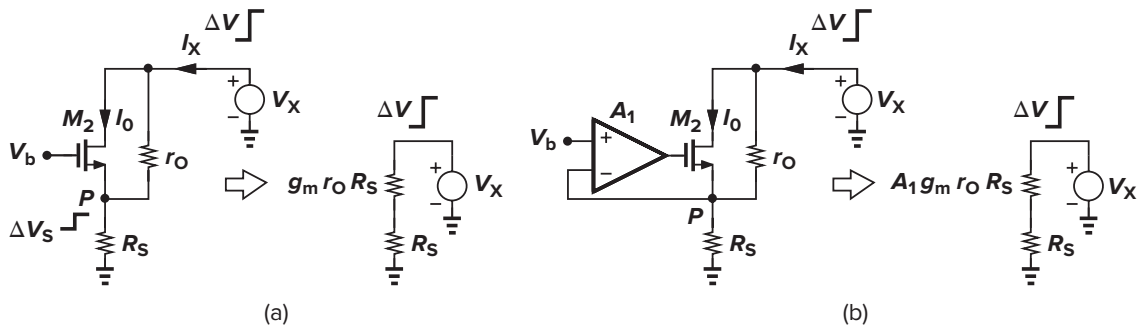 ΔV
I_X
M_2
I_0
V_X
V_b
r_O
P
ΔV_S
R_S
g_m r_O R_S
ΔV
V_X
R_S
(a)
ΔV
I_X
A_1
M_2
I_0
V_X
V_b
r_O
P
R_S
A_1 g_m r_O R_S
ΔV
V_X
R_S
(b)